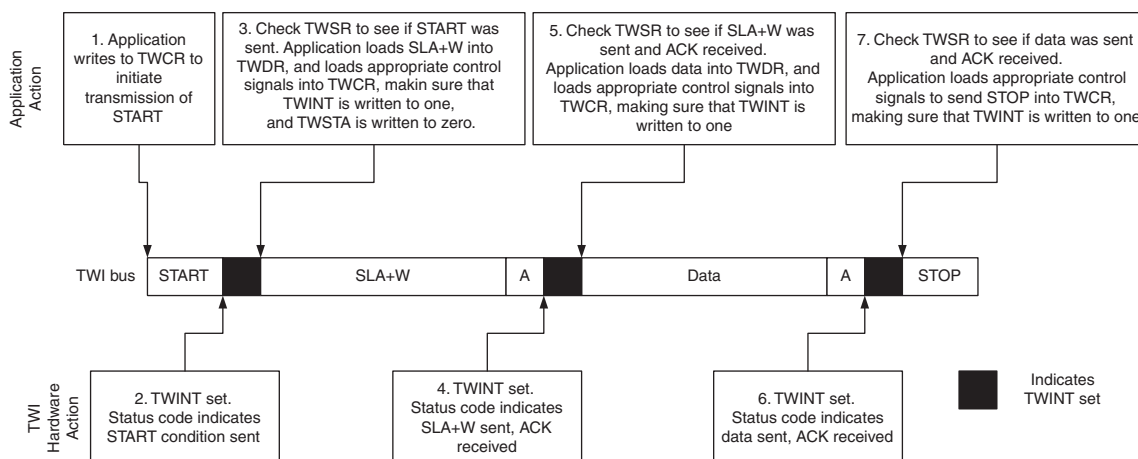 Application
Action
1. Application
writes to TWCR to
initiate
transmission of
START
3. Check TWSR to see if START was
sent. Application loads SLA+W into
TWDR, and loads appropriate control
signals into TWCR, makin sure that
TWINT is written to one,
and TWSTA is written to zero.
5. Check TWSR to see if SLA+W was
sent and ACK received.
Application loads data into TWDR, and
loads appropriate control signals into
TWCR, making sure that TWINT is
written to one
7. Check TWSR to see if data was sent
and ACK received.
Application loads appropriate control
signals to send STOP into TWCR,
making sure that TWINT is written to one
TWI bus
START
SLA+W
A
Data
A
STOP
TWI
Hardware
Action
2. TWINT set.
Status code indicates
START condition sent
4. TWINT set.
Status code indicates
SLA+W sent, ACK
received
6. TWINT set.
Status code indicates
data sent, ACK received
Indicates
TWINT set